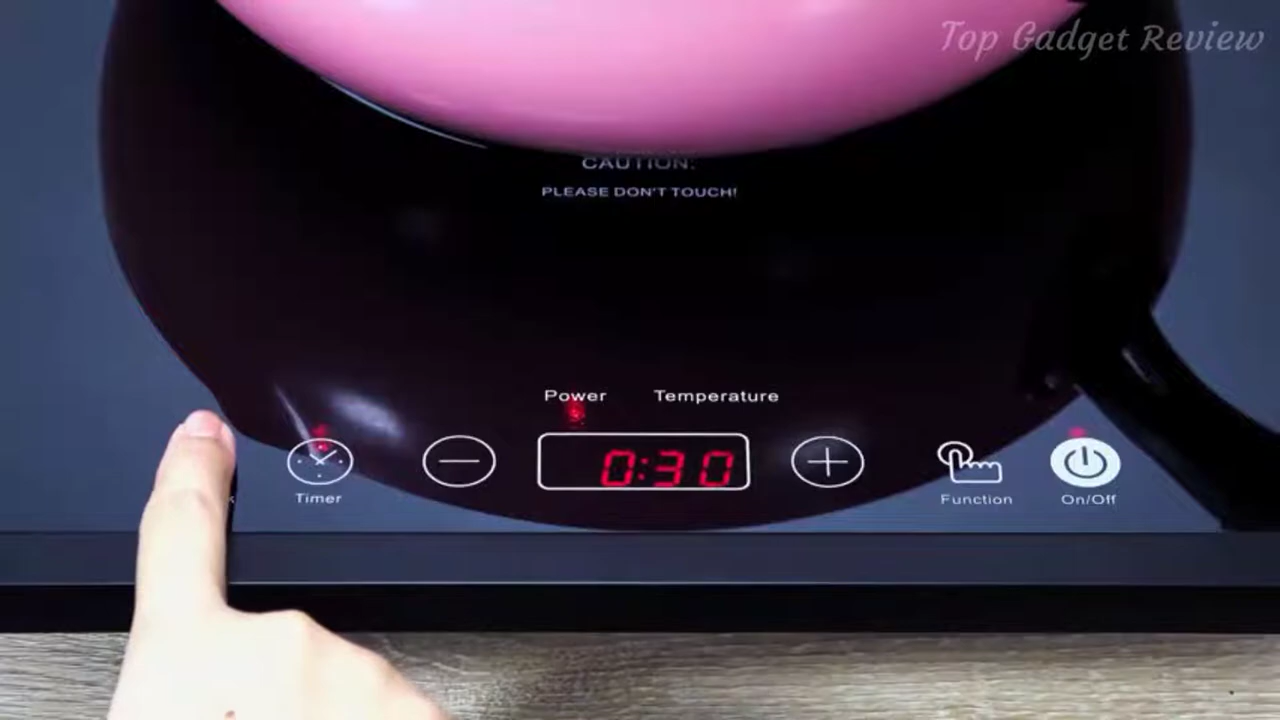 Top Gadget Review
CAUTION:
PLEASE DON'T TOUCH!
Power Temperature
0:30
Timer Function On/Off